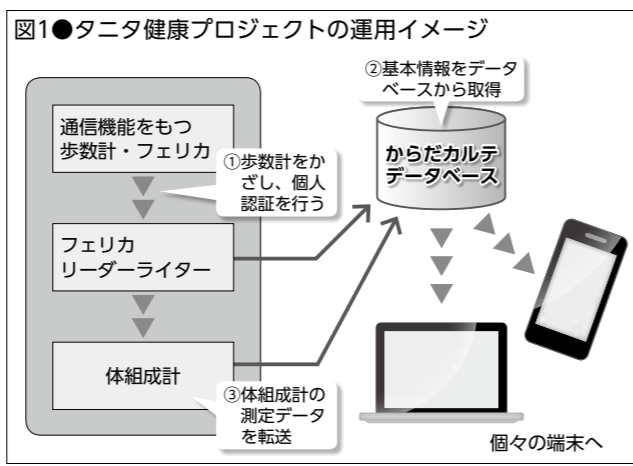 図1●タニタ健康プロジェクトの運用イメージ
通信機能をもつ
歩数計・フェリカ
①歩数計をか
ざし、個人
認証を行う
フェリカ
リーダーライター
体組成計
③体組成計の
測定データ
を転送
②基本情報をデータ
ベースから取得
からだカルテ
データベース
個々の端末へ